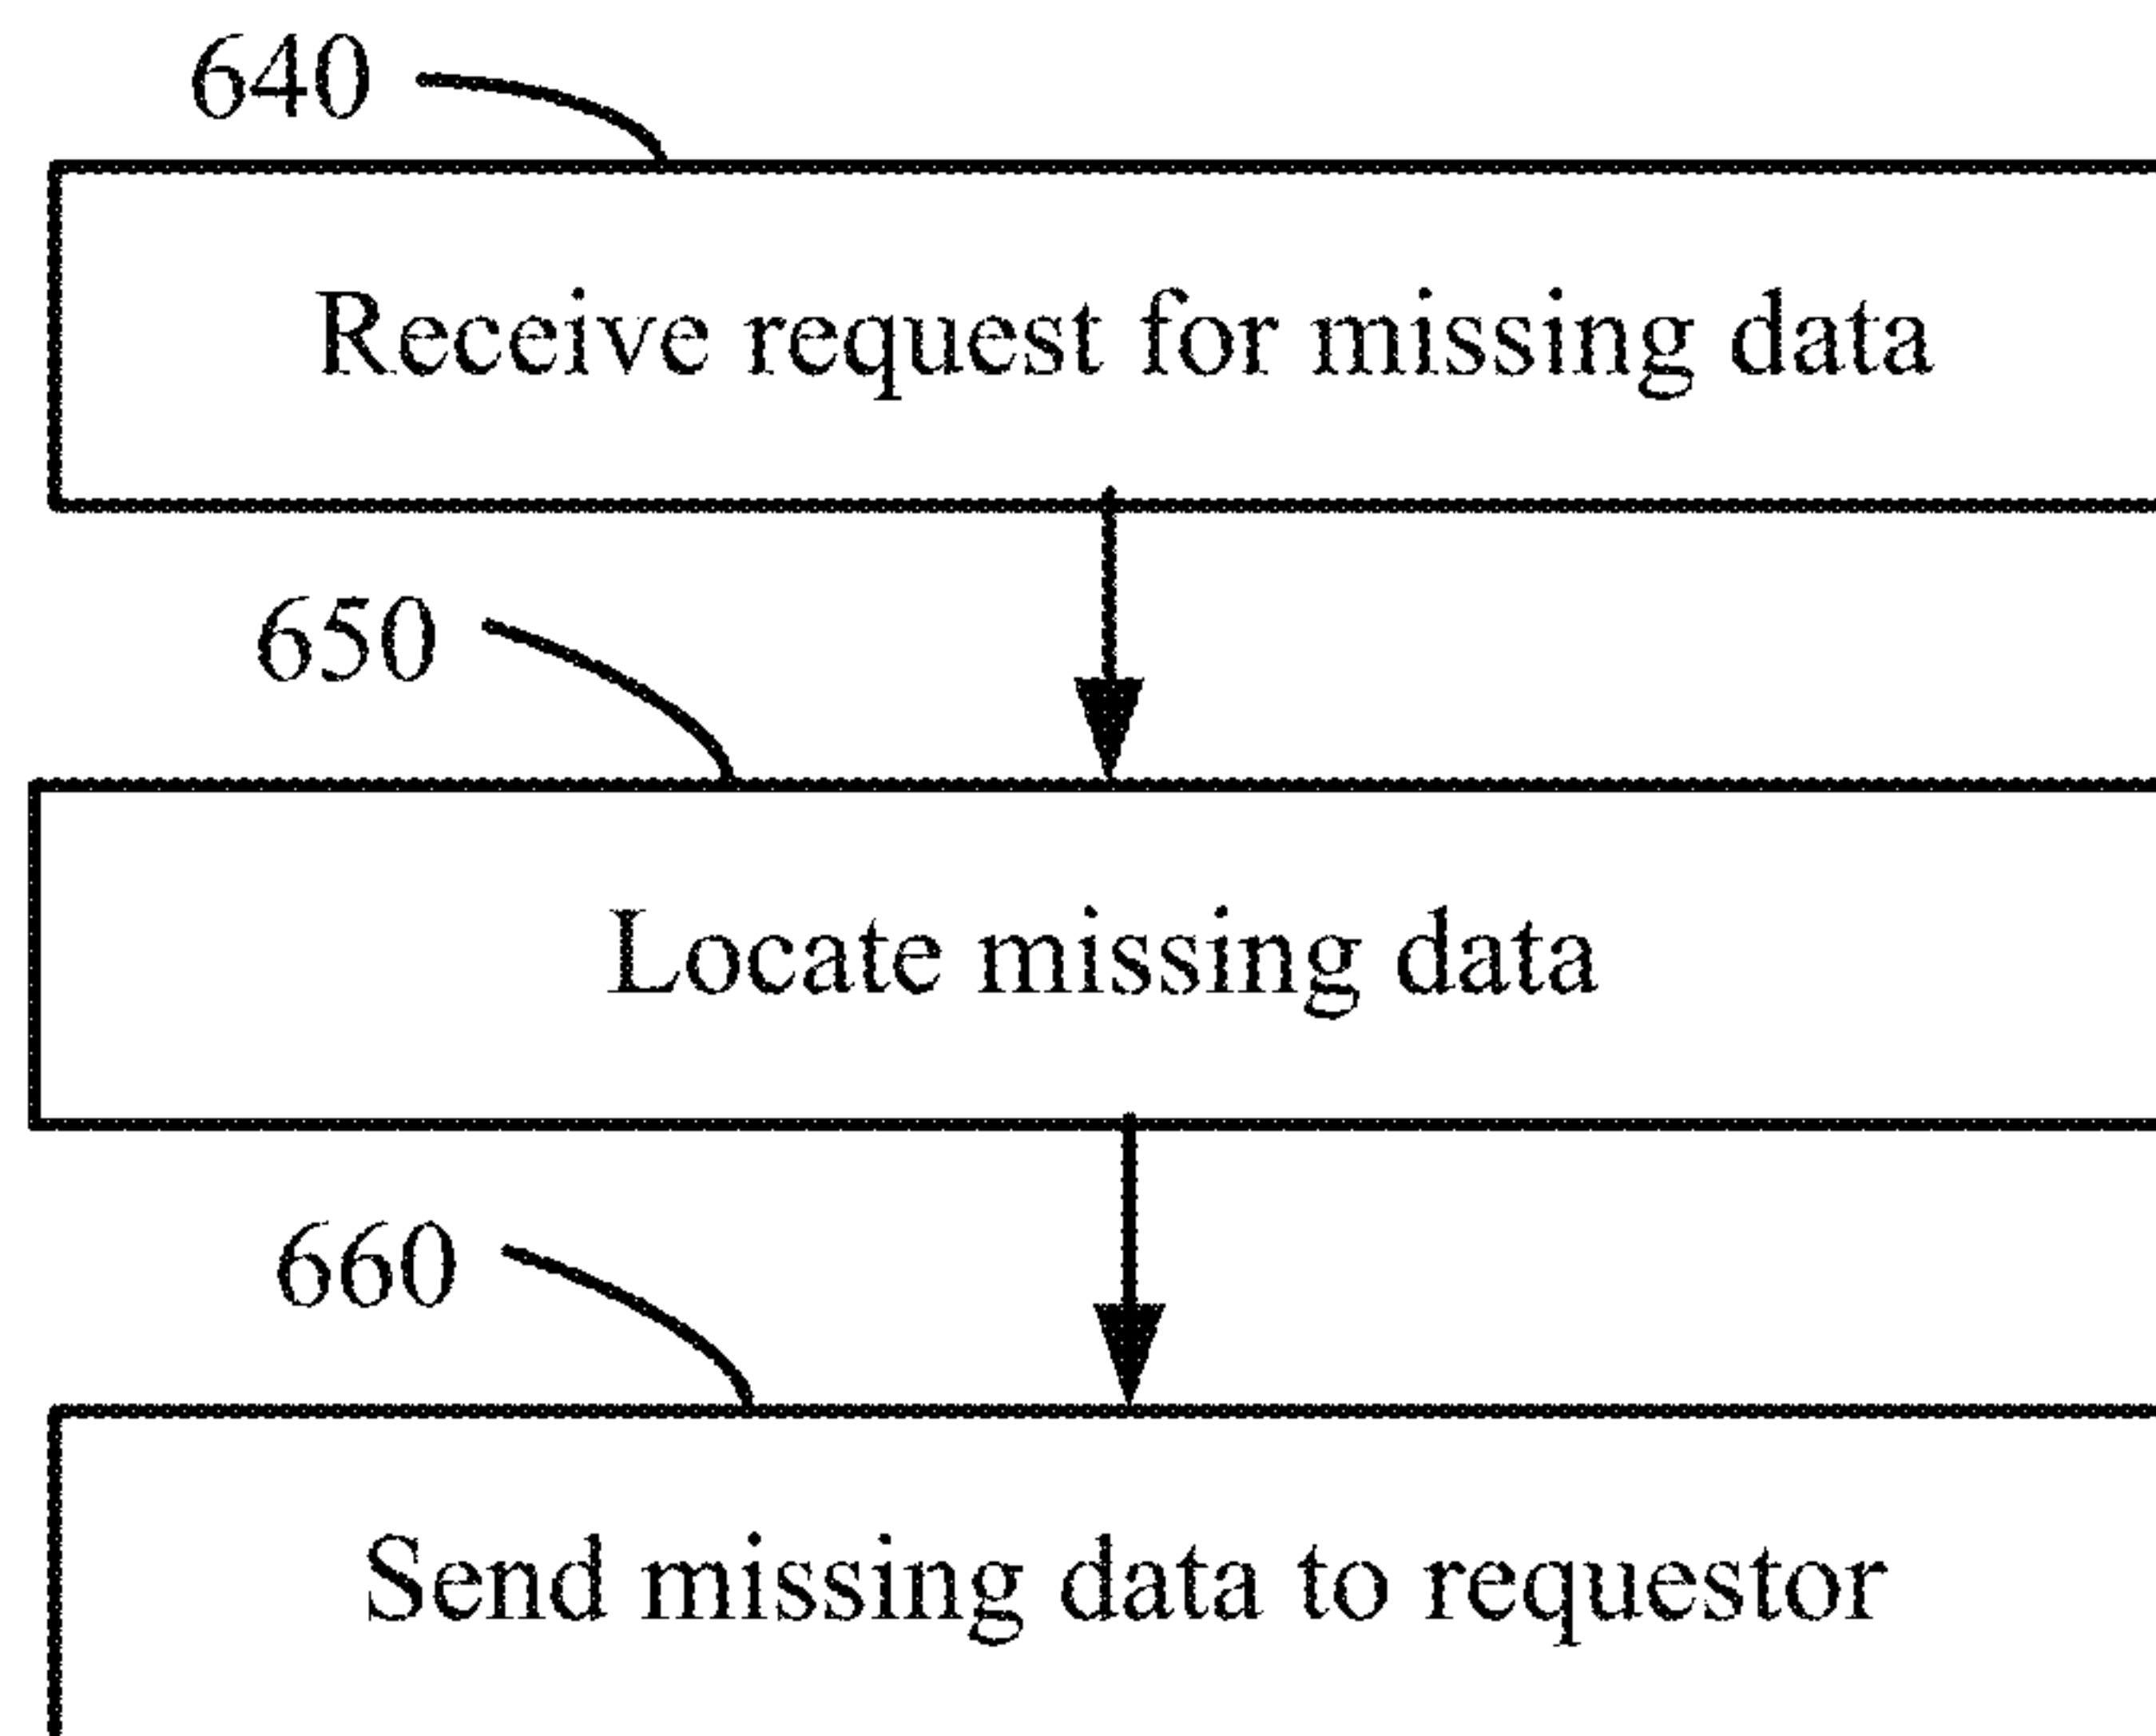 640
Receive request for missing data
650
Locate missing data
660
Send missing data to requestor